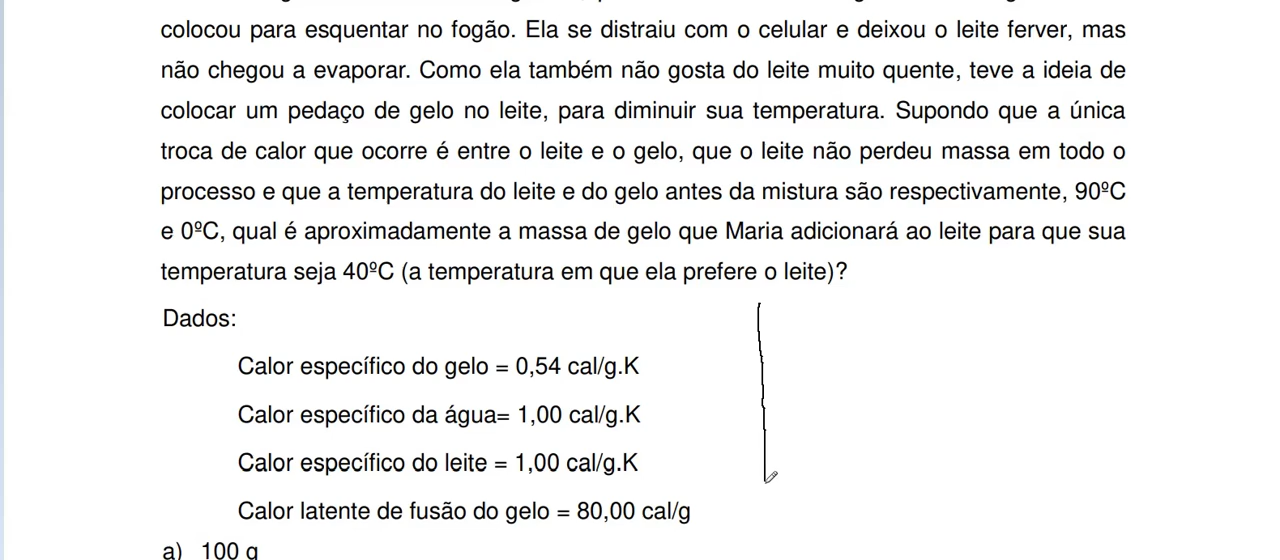 colocou para esquentar no fogão. Ela se distraiu com o celular e deixou o leite ferver, mas
não chegou a evaporar. Como ela também não gosta do leite muito quente, teve a ideia de
colocar um pedaço de gelo no leite, para diminuir sua temperatura. Supondo que a única
troca de calor que ocorre é entre o leite e o gelo, que o leite não perdeu massa em todo o
processo e que a temperatura do leite e do gelo antes da mistura são respectivamente, 90ºC
e 0ºC, qual é aproximadamente a massa de gelo que Maria adicionará ao leite para que sua
temperatura seja 40ºC (a temperatura em que ela prefere o leite)?
Dados:
Calor específico do gelo = 0,54 cal/g.K
Calor específico da água= 1,00 cal/g.K
Calor específico do leite = 1,00 cal/g.K
Calor latente de fusão do gelo = 80,00 cal/g
a) 100 g